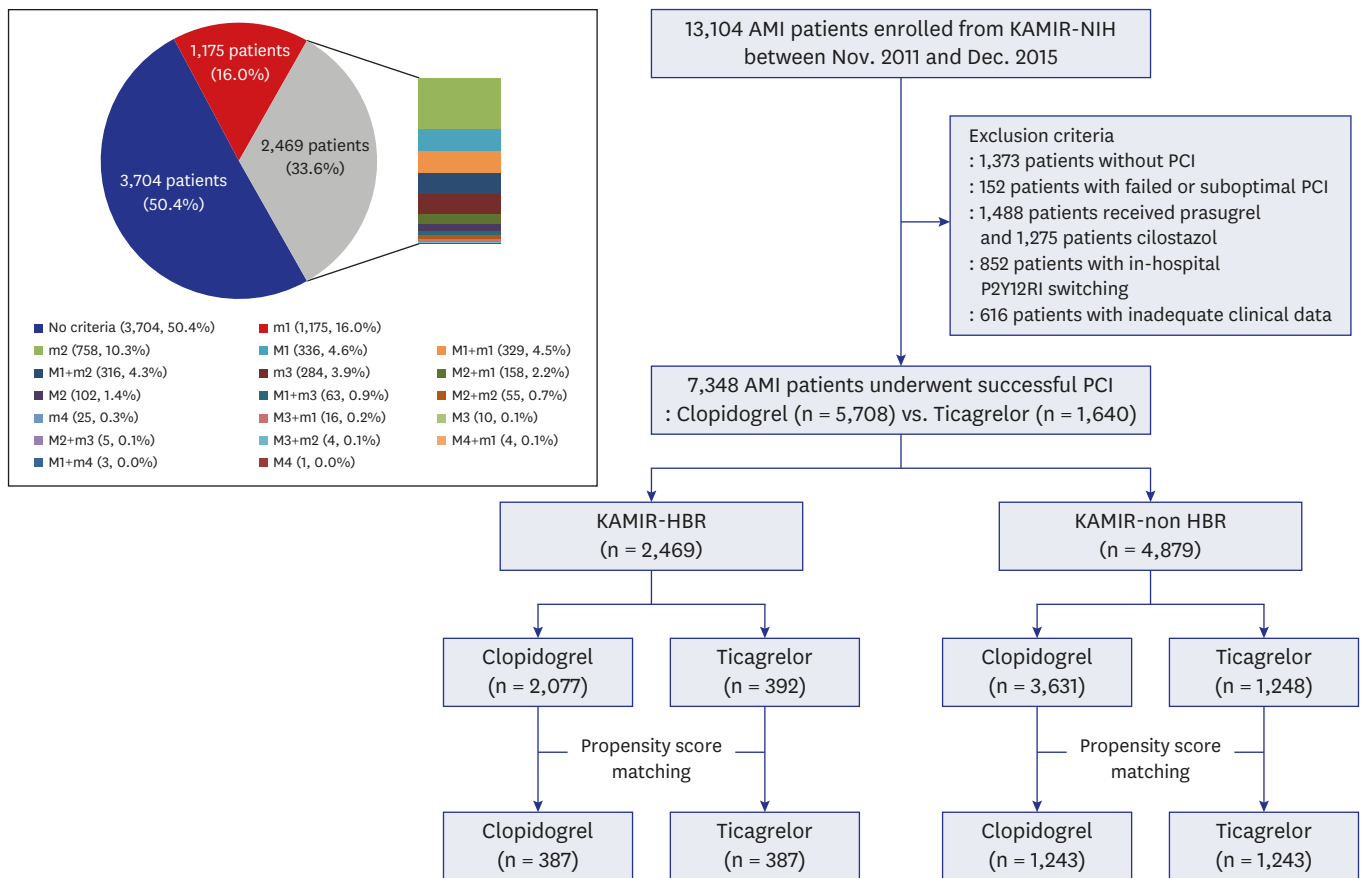 1,175 patients
(16.0%)
2,469 patients
(33.6%)
3,704 patients
(50.4%)
No criteria (3,704, 50.4%)
m1 (1,175, 16.0%)
m2 (758, 10.3%)
M1 (336, 4.6%)
M1+m1 (329, 4.5%)
M1+m2 (316, 4.3%)
m3 (284, 3.9%)
M2+m1 (158, 2.2%)
M2 (102, 1.4%)
M1+m3 (63, 0.9%)
M2+m2 (55, 0.7%)
m4 (25, 0.3%)
M3+m1 (16, 0.2%)
M3 (10, 0.1%)
M2+m3 (5, 0.1%)
M3+m2 (4, 0.1%)
M4+m1 (4, 0.1%)
M1+m4 (3, 0.0%)
M4 (1, 0.0%)
13,104 AMI patients enrolled from KAMIR-NIH
between Nov. 2011 and Dec. 2015
Exclusion criteria
: 1,373 patients without PCI
: 152 patients with failed or suboptimal PCI
: 1,488 patients received prasugrel
and 1,275 patients cilostazol
: 852 patients with in-hospital
P2Y12RI switching
: 616 patients with inadequate clinical data
7,348 AMI patients underwent successful PCI
: Clopidogrel (n = 5,708) vs. Ticagrelor (n = 1,640)
KAMIR-HBR
(n = 2,469)
KAMIR-non HBR
(n = 4,879)
Clopidogrel
(n = 2,077)
Ticagrelor
(n = 392)
Clopidogrel
(n = 3,631)
Ticagrelor
(n = 1,248)
Propensity score
matching
Propensity score
matching
Clopidogrel
(n = 387)
Ticagrelor
(n = 387)
Clopidogrel
(n = 1,243)
Ticagrelor
(n = 1,243)